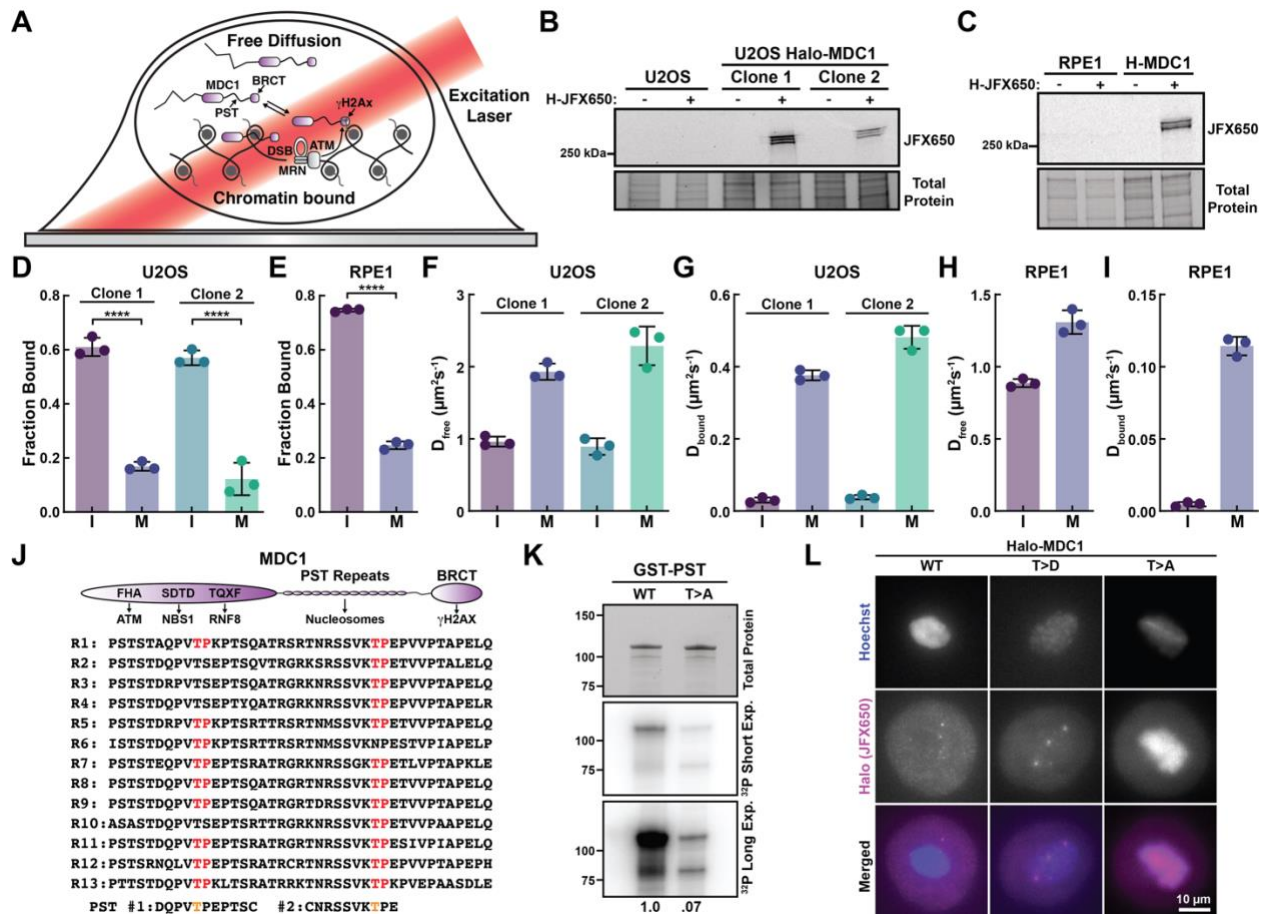 A
Free Diffusion
MDC1
BRCT
PST
γH2Ax
Excitation
Laser
DSB
ATM
MRN
Chromatin bound
B
U2OS Halo-MDC1
U2OS Clone 1 Clone 2
H-JFX650: - + - + - +
JFX650
250 kDa
Total
Protein
C
RPE1 H-MDC1
H-JFX650: - + - +
JFX650
250 kDa
Total
Protein
D
U2OS
Clone 1 Clone 2
**** ****
Fraction Bound
0.8
0.6
0.4
0.2
0.0
I M I M
E
RPE1
****
Fraction Bound
0.8
0.6
0.4
0.2
0.0
I M
F
U2OS
Clone 1 Clone 2
Dfree (µm²s⁻¹)
3
2
1
0
I M I M
G
U2OS
Clone 1 Clone 2
Dbound (µm²s⁻¹)
0.6
0.4
0.2
0.0
I M I M
H
RPE1
Dfree (µm²s⁻¹)
1.5
1.0
0.5
0.0
I M
I
RPE1
Dbound (µm²s⁻¹)
0.15
0.10
0.05
0.00
I M
J
MDC1
PST Repeats BRCT
FHA SDTD TQXF
ATM NBS1 RNF8 Nucleosomes γH2AX
R1: PSTSTAQPVTPKPTSQATRSRTNRSSVKTPEPVVPTAPELQ
R2: PSTSTDQPVTSEPTSQVTRGRKNRSSVKTPETVVPTALELQ
R3: PSTSTDRPVTSEPTSQATRGRKNRSSVKTPEPVVPTAPELQ
R4: PSTSTDQPVTSEPTYQATRGRKNRSSVKTPEPVVPTAPELR
R5: PSTSTDRPVTPKPTSRTTRSRTNMSSVKTPETVVPTAPELQ
R6: ISTSTDQPVTPKPTSRTTRSRTNMSSVKNPESTVPIAPELP
R7: PSTSTEQPVTPEPTSRATRGRKNRSSGKTPETLVPTAPKLE
R8: PSTSTDQPVTPEPTSQATRGRTNRSSVKTPETVVPTAPELQ
R9: PSTSTDQPVTPEPTSQATRGRTDRSSVKTPETVVPTAPELQ
R10: ASASTDQPVTSEPTSRTTRGRKNRSSVKTPETVVPAAPELQ
R11: PSTSTDQPVTPEPTSRATRGRTNRSSVKTPESIVPIAPELQ
R12: PSTSRNQLVTPEPTSRATRCRTNRSSVKTPEPVVPTAPEPH
R13: PTTSTDQPVTPKLTSRATRRKTNRSSVKTPKPVEPAASDLE
PST #1:DQPVTPEPTSC #2:CNRSSVKTPE
K
GST-PST
WT T>A
150
100
75
Total Protein
100
75
³²P Short Exp.
100
75
³²P Long Exp.
1.0 .07
L
Halo-MDC1
WT T>D T>A
Hoechst
Halo (JFX650)
Merged
10 µm